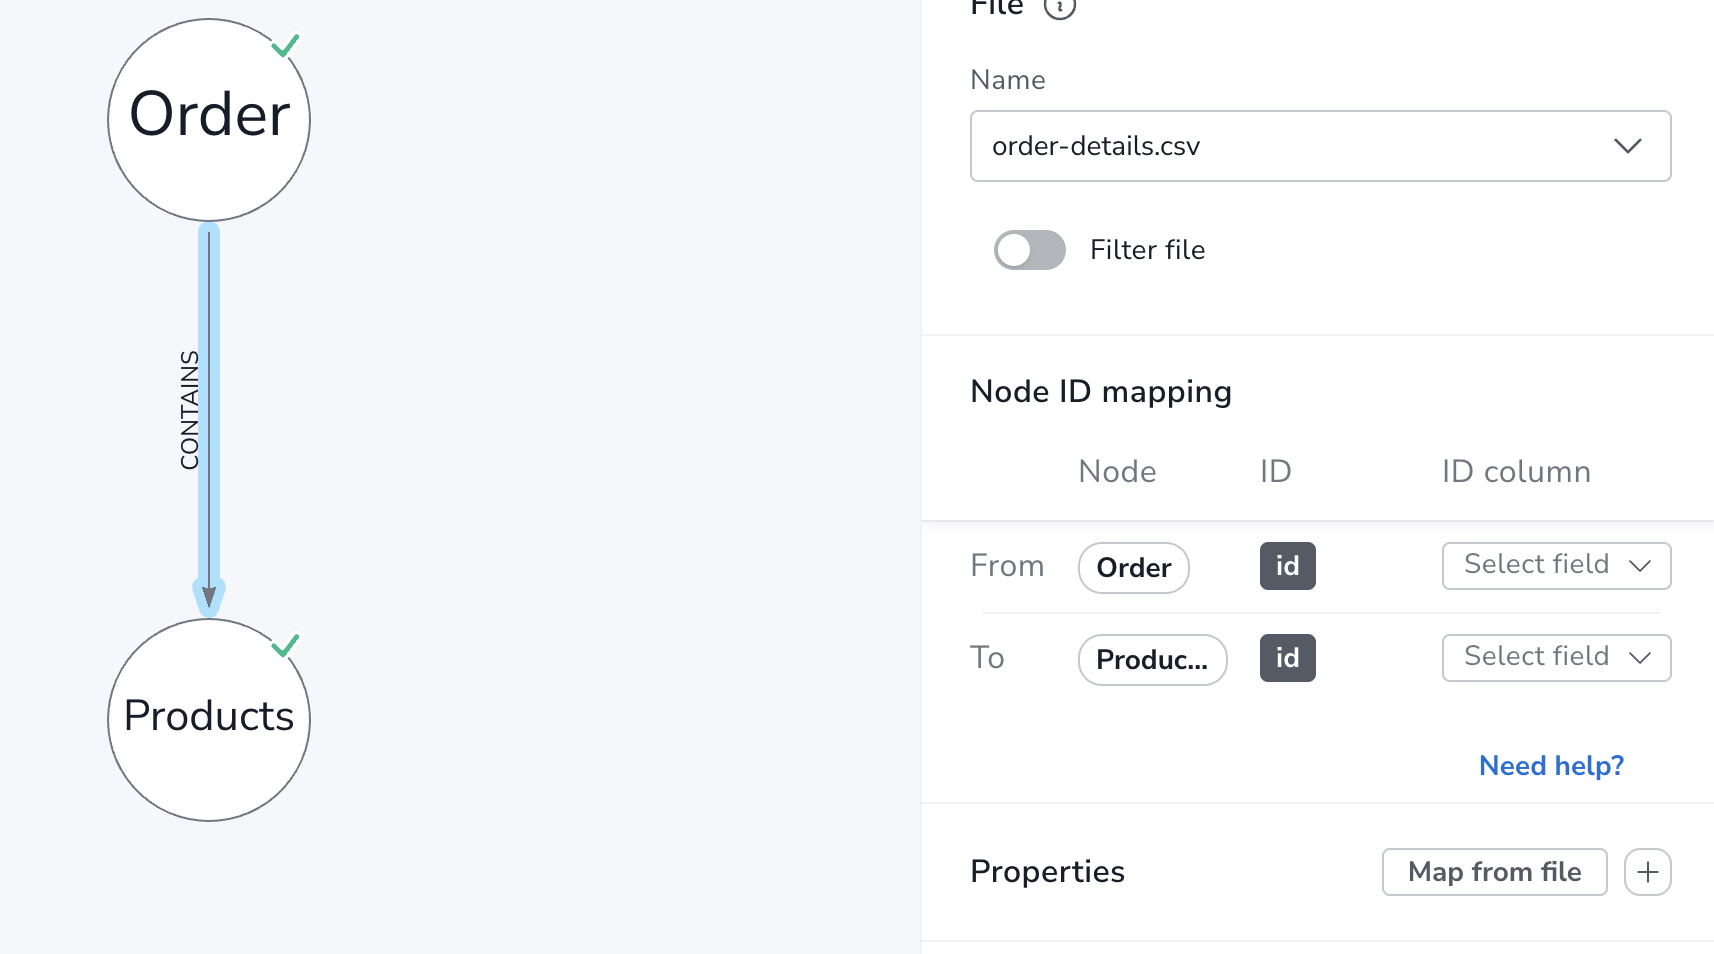 Order
CONTAINS
Products
File
Name
order-details.csv
Filter file
Node ID mapping
Node ID ID column
From Order id Select field
To Produc... id Select field
Need help?
Properties Map from file